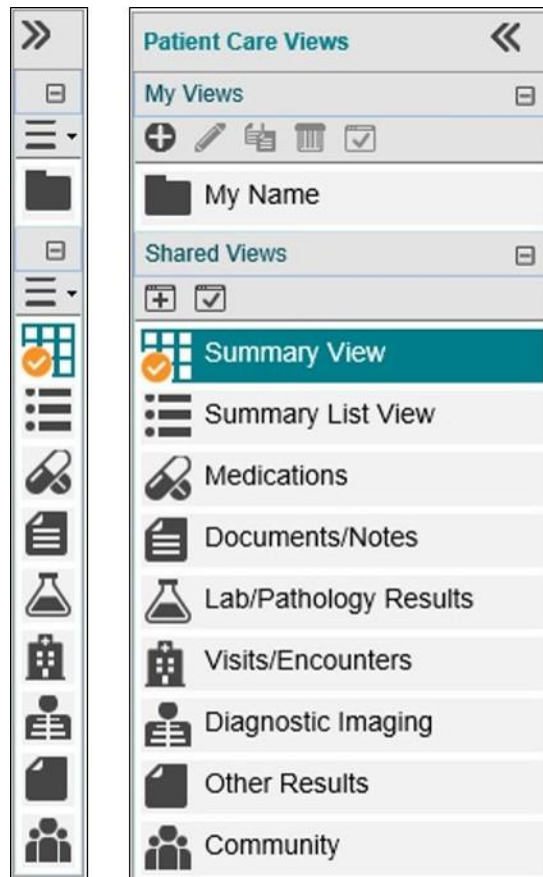 Patient Care Views
My Views
My Name
Shared Views
Summary View
Summary List View
Medications
Documents/Notes
Lab/Pathology Results
Visits/Encounters
Diagnostic Imaging
Other Results
Community